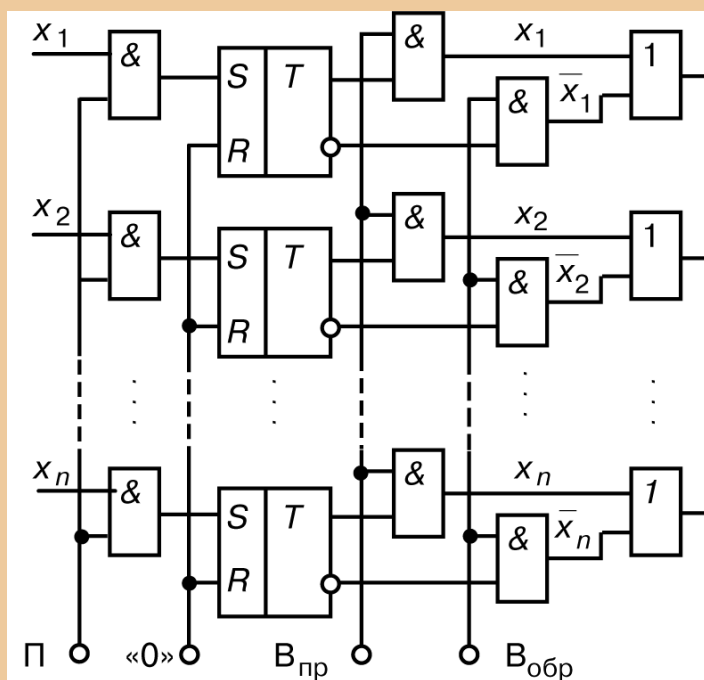 x₁ & S T & x₁ 1
R & x̄₁
x₂ & S T & x₂ 1
R & x̄₂
xₙ & S T & xₙ 1
R & x̄ₙ
П «0» Впр Вобр